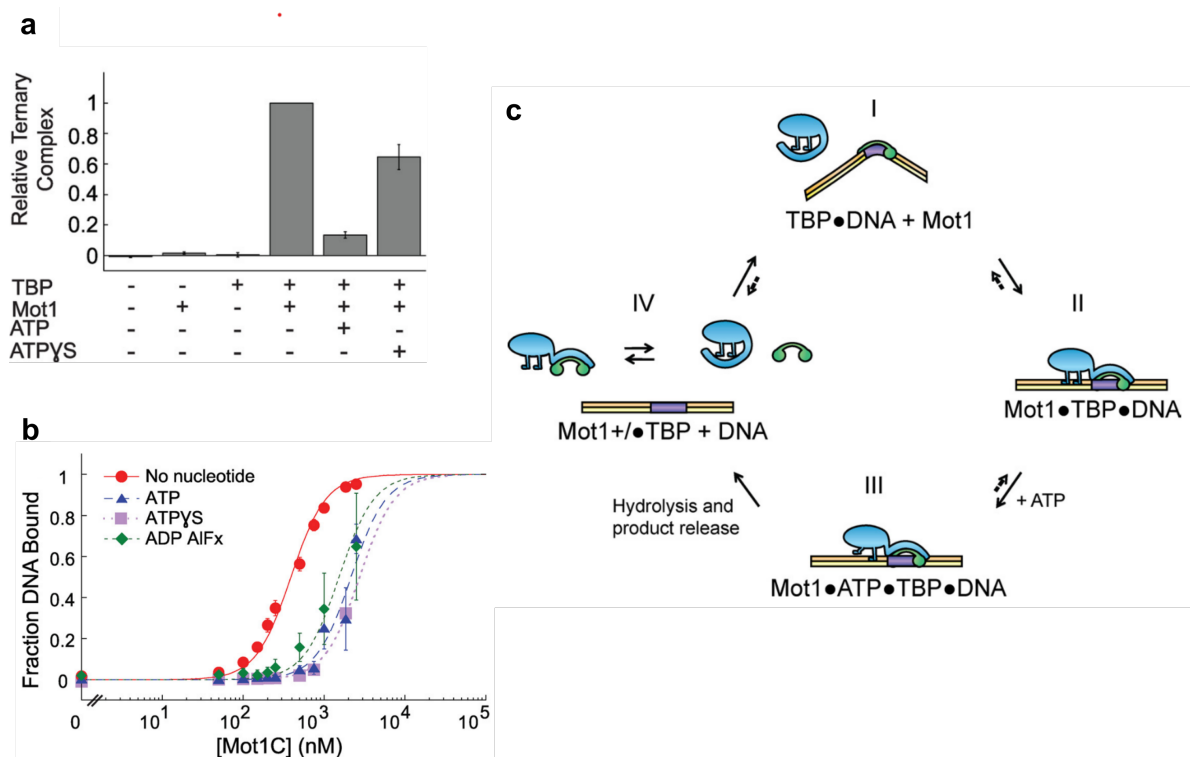 a
Relative Ternary
Complex
1
0.8
0.6
0.4
0.2
0
TBP - - + + + +
Mot1 - + - + + +
ATP - - - - + -
ATPɣS - - - - - +
b
Fraction DNA Bound
1
0.8
0.6
0.4
0.2
0
No nucleotide
ATP
ATPɣS
ADP AlFx
0 10¹ 10² 10³ 10⁴ 10⁵
[Mot1C] (nM)
c
I
TBP●DNA + Mot1
II
Mot1●TBP●DNA
+ ATP
III
Mot1●ATP●TBP●DNA
Hydrolysis and
product release
IV
Mot1+/●TBP + DNA